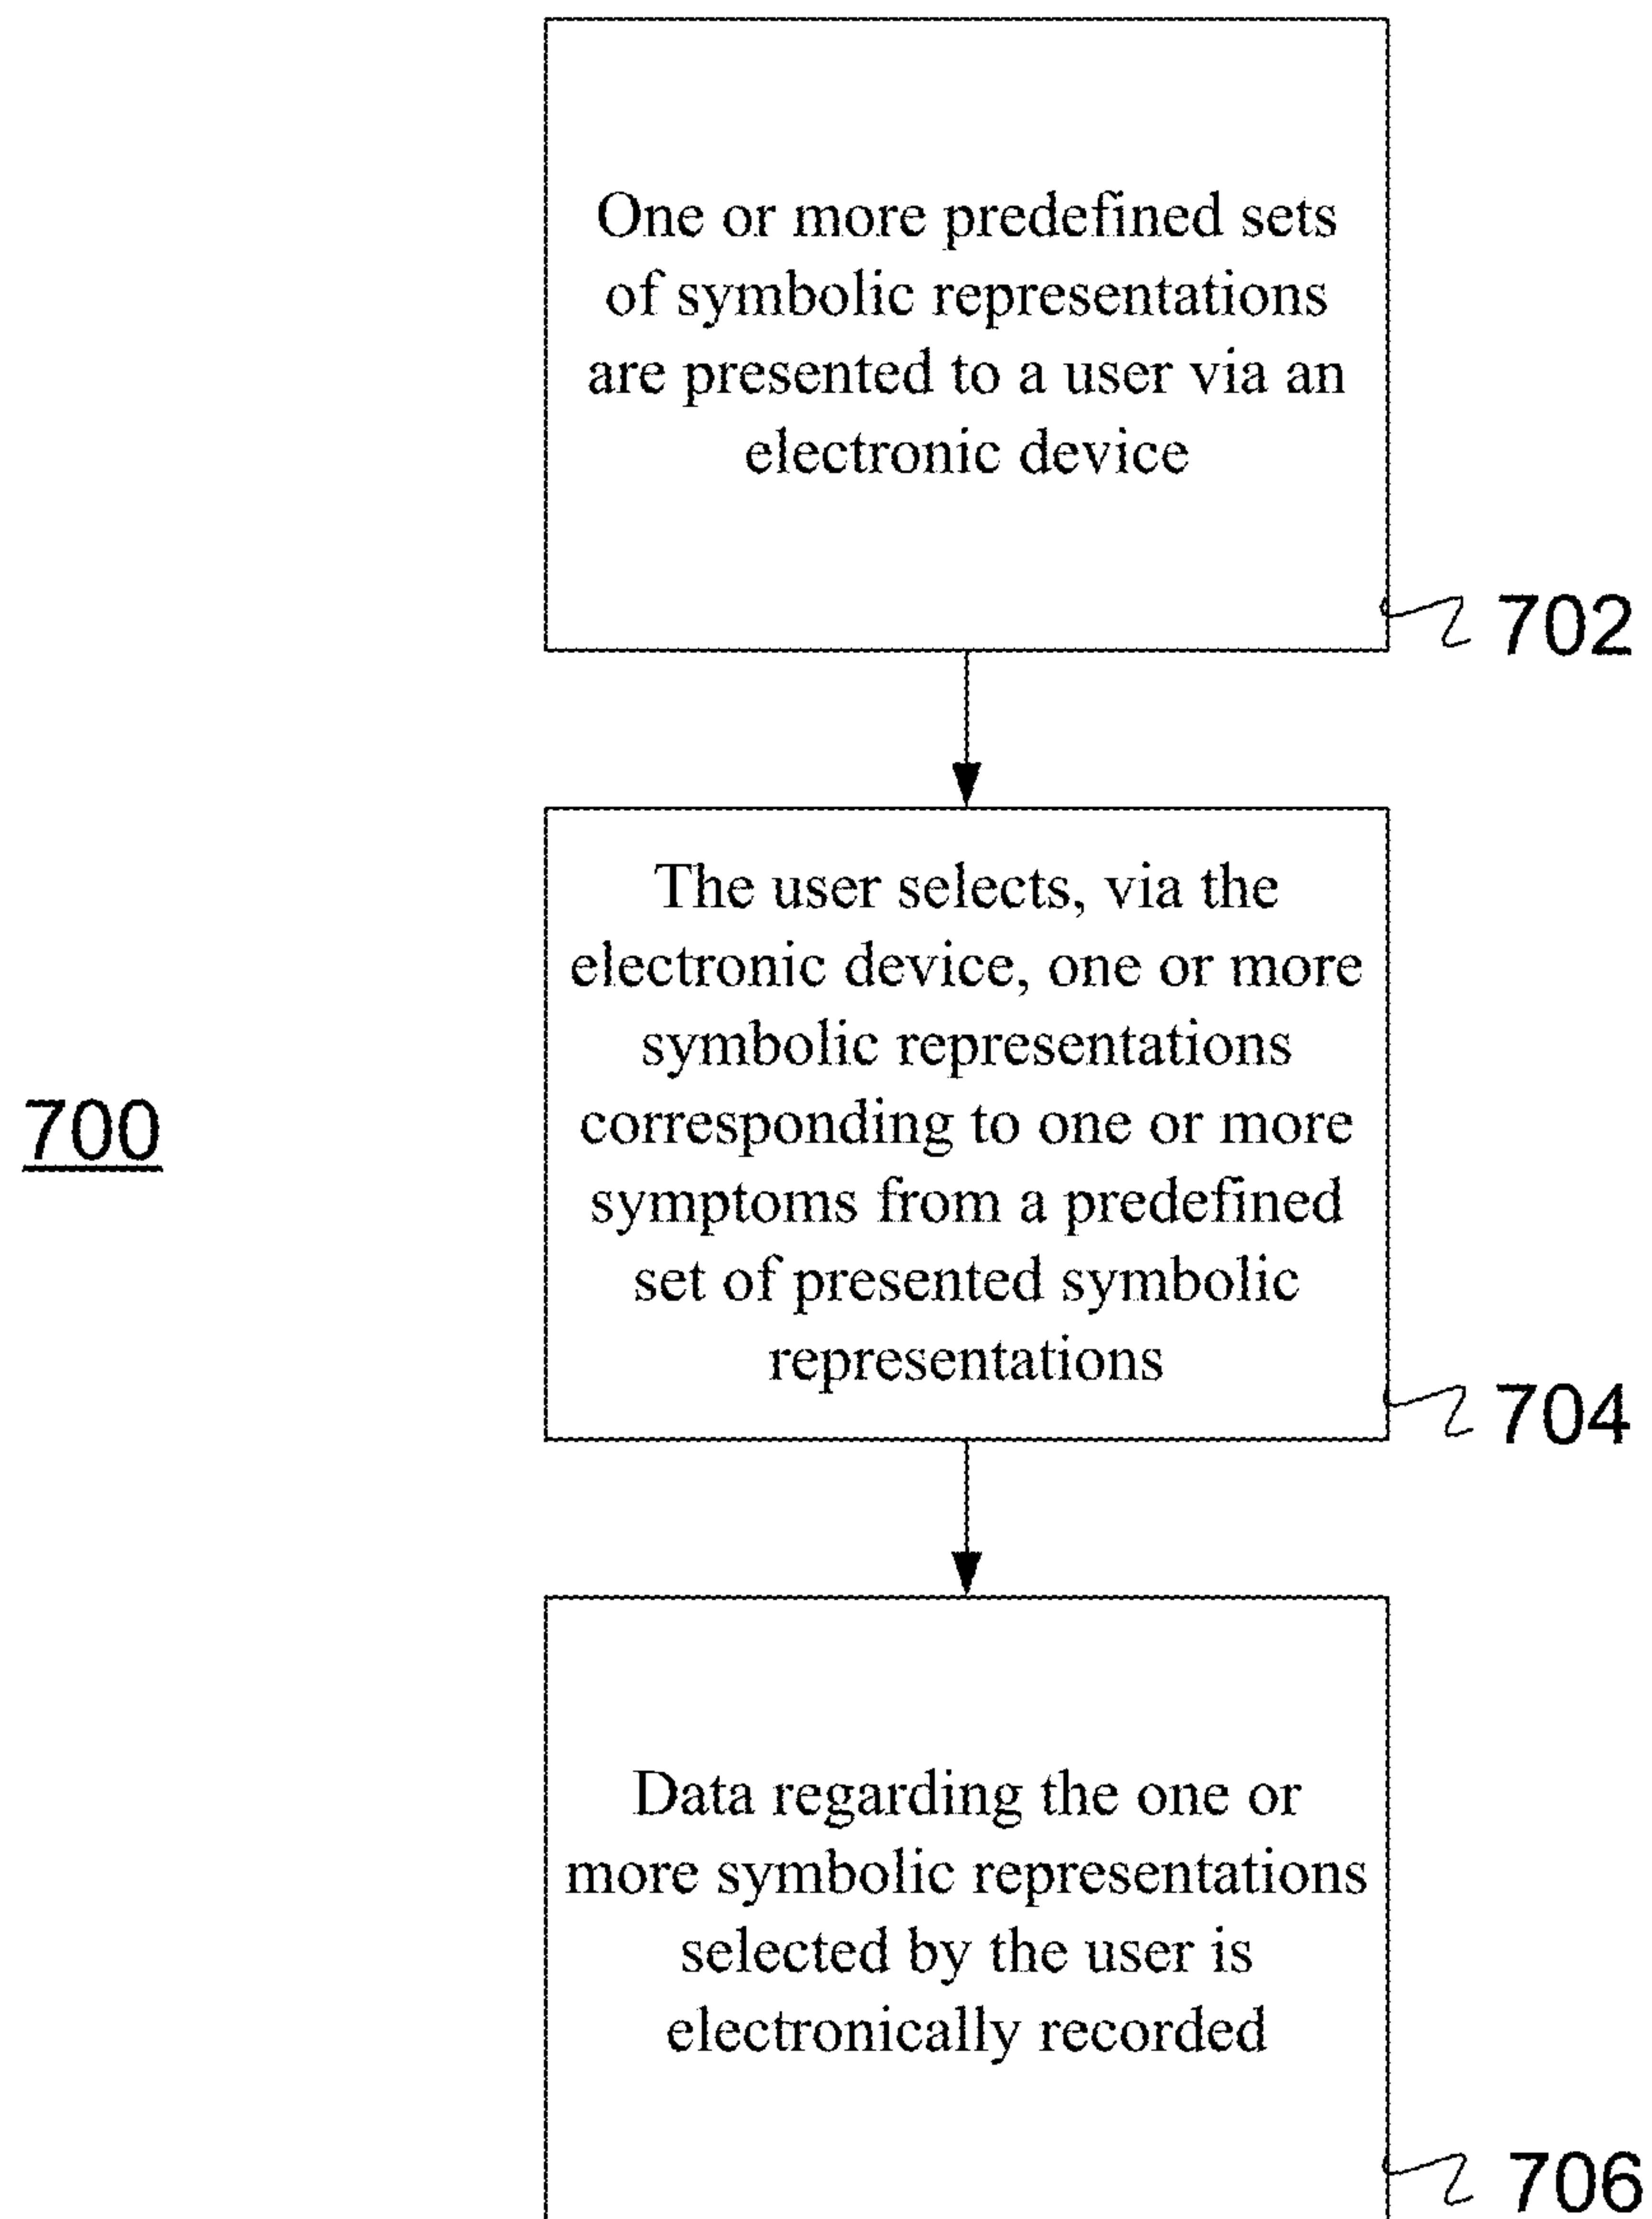 One or more predefined sets
of symbolic representations
are presented to a user via an
electronic device
702
The user selects, via the
electronic device, one or more
symbolic representations
corresponding to one or more
symptoms from a predefined
set of presented symbolic
representations
704
700
Data regarding the one or
more symbolic representations
selected by the user is
electronically recorded
706